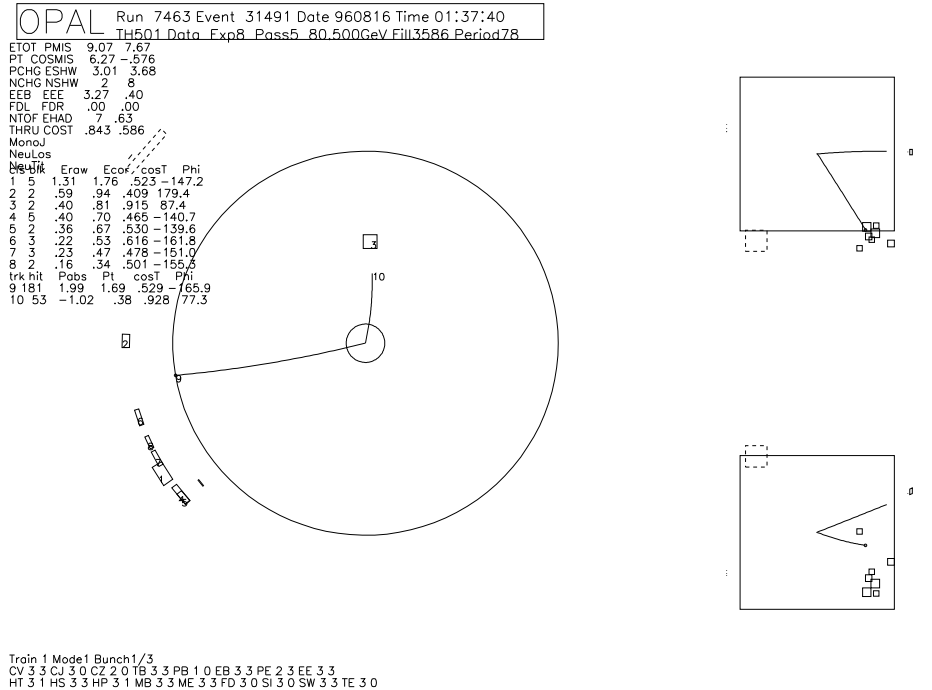 OPAL
Run 7463 Event 31491 Date 960816 Time 01:37:40
TH501 Data Exp8 Pass5 80.500GeV Fill3586 Period78
ETOT PMIS 9.07 7.67
PT COSMIS 6.27 -.576
PCHG ESHW 3.01 3.68
NCHG NSHW 2 8
EEB EEE 3.27 .40
FDL FDR .00 .00
NTOF EHAD 7 .63
THRU COST .843 .586
MonoJ
NeuLos
NeuTit
cls blk Eraw Ecor cosT Phi
1 5 1.31 1.76 .523 -147.2
2 2 .59 .94 .409 179.4
3 2 .40 .81 .915 87.4
4 5 .40 .70 .465 -140.7
5 2 .36 .67 .530 -139.6
6 3 .22 .53 .616 -161.8
7 3 .23 .47 .478 -151.0
8 2 .16 .34 .501 -155.3
trk hit Pabs Pt cosT Phi
9 181 1.99 1.69 .529 -165.9
10 53 -1.02 .38 .928 77.3
3
10
2
9
Train 1 Mode1 Bunch1/3
CV 3 3 CJ 3 0 CZ 2 0 TB 3 3 PB 1 0 EB 3 3 PE 2 3 EE 3 3
HT 3 1 HS 3 3 HP 3 1 MB 3 3 ME 3 3 FD 3 0 SI 3 0 SW 3 3 TE 3 0